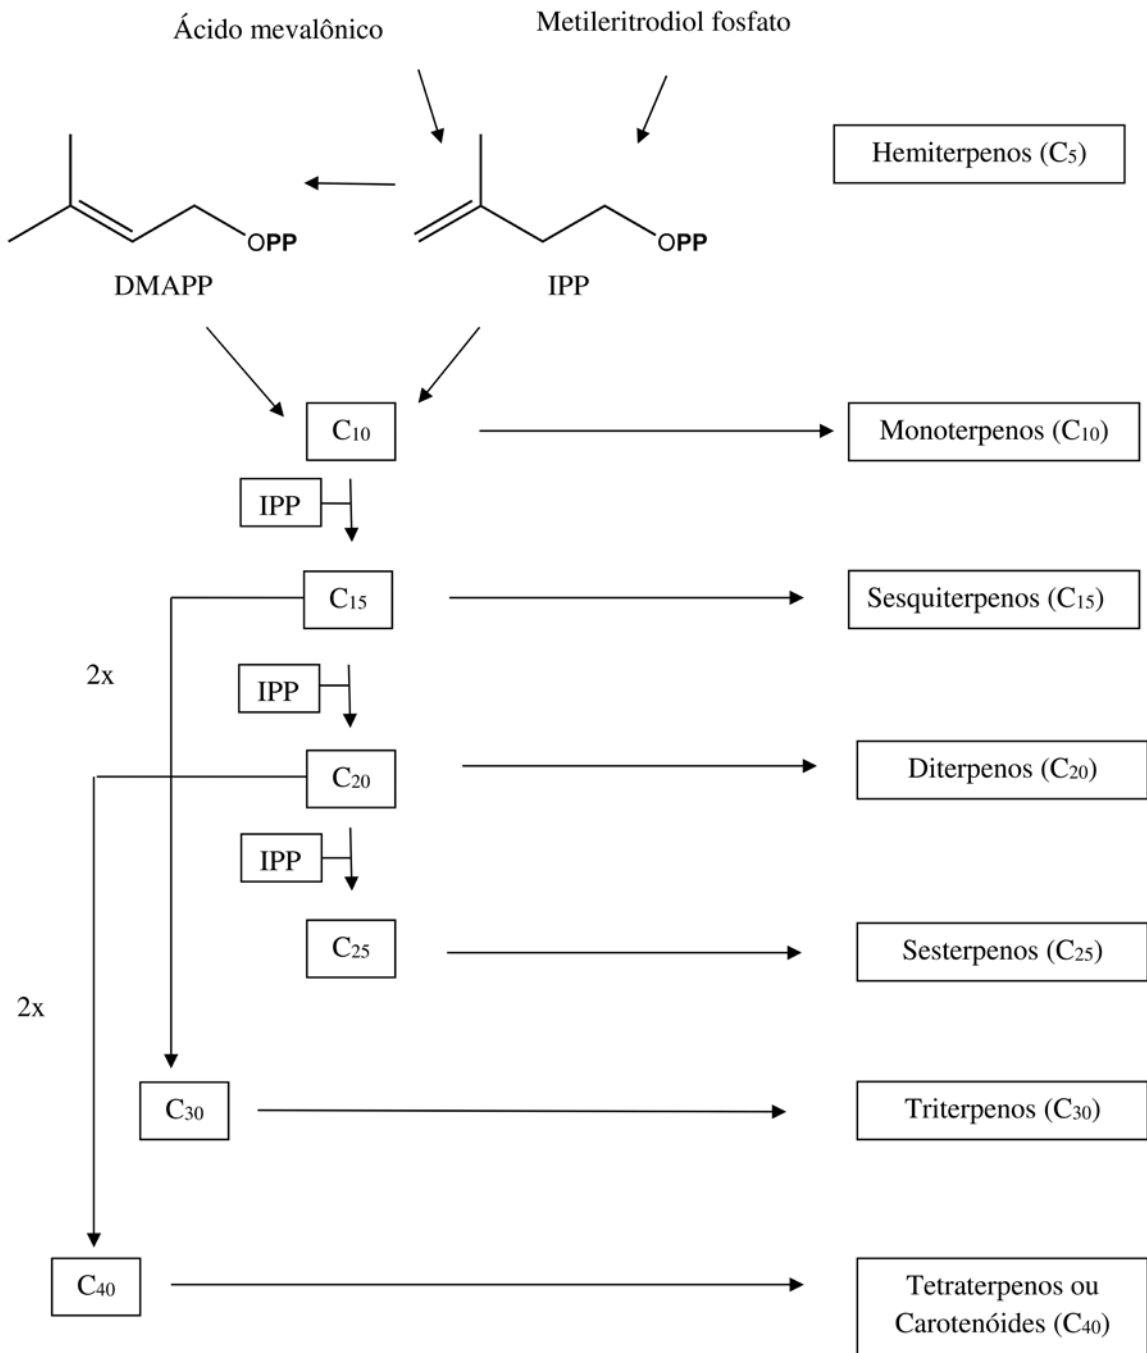 Ácido mevalônico
Metileritrodiol fosfato
Hemiterpenos (C5)
OPP
OPP
DMAPP
IPP
C10
Monoterpenos (C10)
IPP
C15
Sesquiterpenos (C15)
2x
IPP
C20
Diterpenos (C20)
IPP
C25
Sesterpenos (C25)
2x
C30
Triterpenos (C30)
C40
Tetraterpenos ou
Carotenóides (C40)